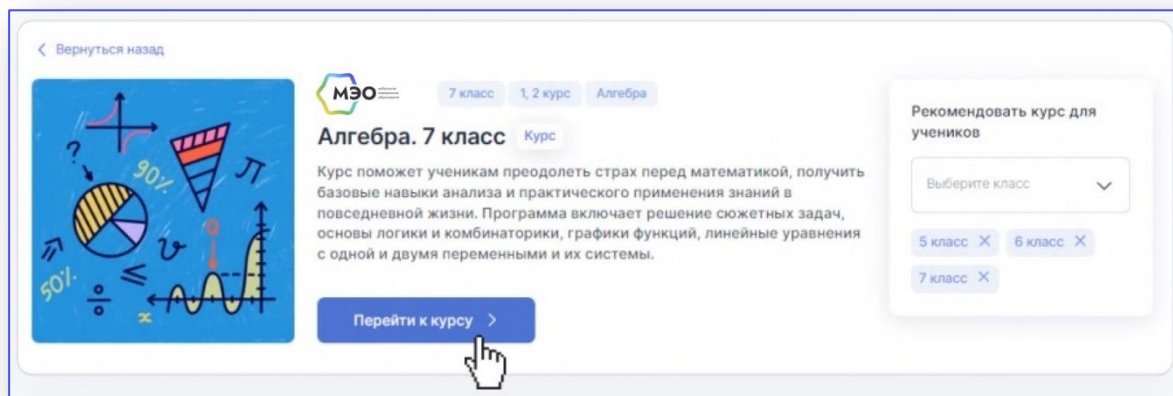 Вернуться назад
МЭО
7 класс 1, 2 курс Алгебра
Алгебра. 7 класс Курс
Курс поможет ученикам преодолеть страх перед математикой, получить
базовые навыки анализа и практического применения знаний в
повседневной жизни. Программа включает решение сюжетных задач,
основы логики и комбинаторики, графики функций, линейные уравнения
с одной и двумя переменными и их системы.
Перейти к курсу
Рекомендовать курс для
учеников
Выберите класс
5 класс 6 класс
7 класс
?
90%
π
a
v
50%
≤
÷
x